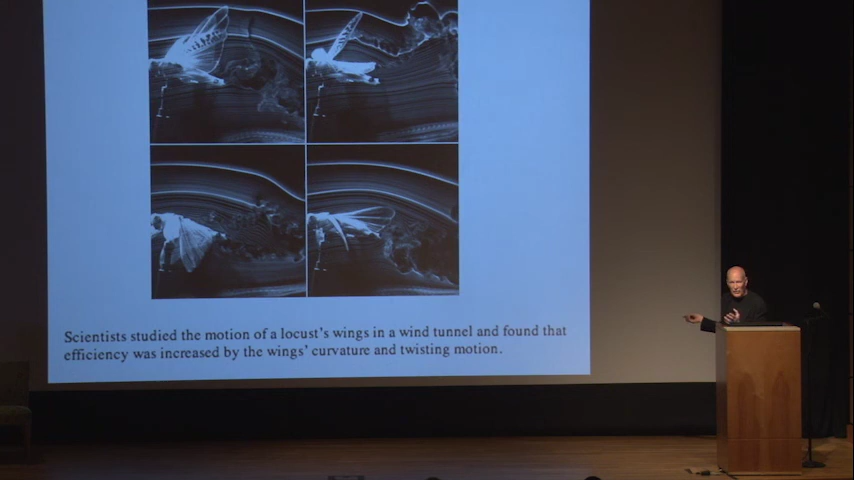 Scientists studied the motion of a locust's wings in a wind tunnel and found that
efficiency was increased by the wings' curvature and twisting motion.